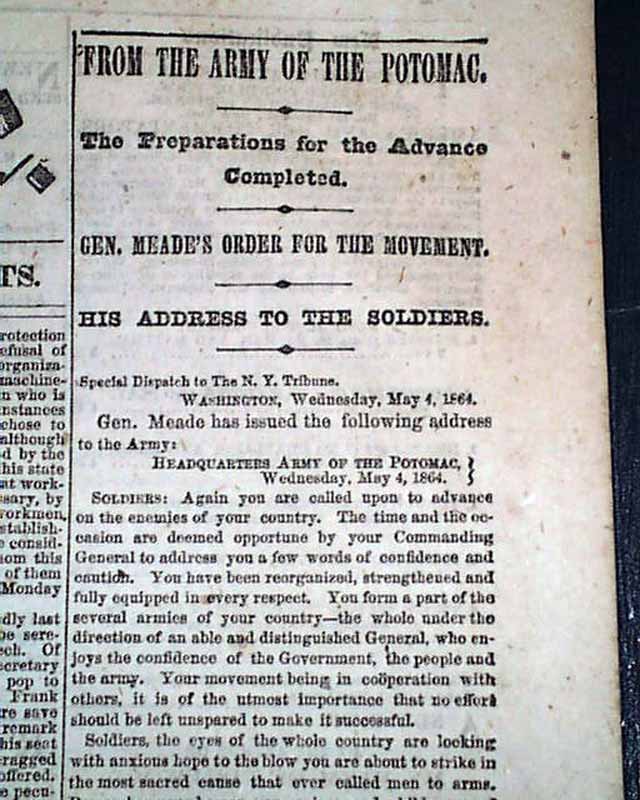 TS.
rotection
efusal of
organiza-
machine-
n who is
nstances
chose to
although
d by the
his state
at work-
sary, by
workmen,
stablish-
e consid-
som this
of them
Monday
dly last
be sere-
ech. Of
ecretary
pop to
Frank
re save
remark
his seat
ragged
offered.
e pecu-
FROM THE ARMY OF THE POTOMAC.
The Preparations for the Advance
Completed.
GEN. MEADE'S ORDER FOR THE MOVEMENT.
HIS ADDRESS TO THE SOLDIERS.
Special Dispatch to The N. Y. Tribune.
WASHINGTON, Wednesday, May 4, 1864.
Gen. Meade has issued the following address
to the Army:
HEADQUARTERS ARMY OF THE POTOMAC, }
Wednesday, May 4, 1864.
SOLDIERS: Again you are called upon to advance
on the enemies of your country. The time and the oc-
casion are deemed opportune by your Commanding
General to address you a few words of confidence and
caution. You have been reorganized, strengthened and
fully equipped in every respect. You form a part of the
several armies of your country—the whole under the
direction of an able and distinguished General, who en-
joys the confidence of the Government, the people and
the army. Your movement being in coöperation with
others, it is of the utmost importance that no effort
should be left unspared to make it successful.
Soldiers, the eyes of the whole country are looking
with anxious hope to the blow you are about to strike in
the most sacred cause that ever called men to arms.